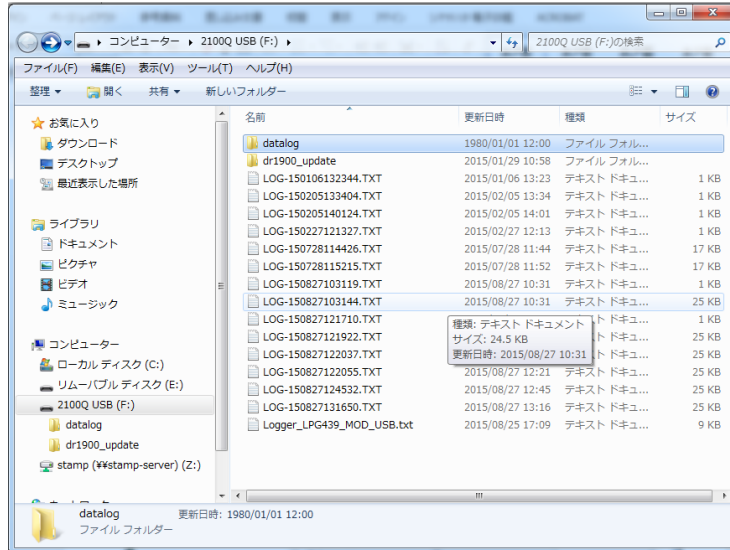 コンピューター ▸ 2100Q USB (F:) ▸
2100Q USB (F:)の検索
ファイル(F) 編集(E) 表示(V) ツール(T) ヘルプ(H)
整理 開く 共有 新しいフォルダー
お気に入り
ダウンロード
デスクトップ
最近表示した場所
ライブラリ
ドキュメント
ピクチャ
ビデオ
ミュージック
コンピューター
ローカル ディスク (C:)
リムーバブル ディスク (E:)
2100Q USB (F:)
datalog
dr1900_update
stamp (¥¥stamp-server) (Z:)
名前 更新日時 種類 サイズ
datalog 1980/01/01 12:00 ファイル フォル...
dr1900_update 2015/01/29 10:58 ファイル フォル...
LOG-150106132344.TXT 2015/01/06 13:23 テキスト ドキュ... 1 KB
LOG-150205133404.TXT 2015/02/05 13:34 テキスト ドキュ... 1 KB
LOG-150205140124.TXT 2015/02/05 14:01 テキスト ドキュ... 1 KB
LOG-150227121327.TXT 2015/02/27 12:13 テキスト ドキュ... 1 KB
LOG-150728114426.TXT 2015/07/28 11:44 テキスト ドキュ... 17 KB
LOG-150728115215.TXT 2015/07/28 11:52 テキスト ドキュ... 17 KB
LOG-150827103119.TXT 2015/08/27 10:31 テキスト ドキュ... 1 KB
LOG-150827103144.TXT 2015/08/27 10:31 テキスト ドキュ... 25 KB
LOG-150827121710.TXT 1 KB
LOG-150827121922.TXT 25 KB
LOG-150827122037.TXT 25 KB
LOG-150827122055.TXT 2015/08/27 12:21 テキスト ドキュ... 25 KB
LOG-150827124532.TXT 2015/08/27 12:45 テキスト ドキュ... 25 KB
LOG-150827131650.TXT 2015/08/27 13:16 テキスト ドキュ... 25 KB
Logger_LPG439_MOD_USB.txt 2015/08/25 17:09 テキスト ドキュ... 9 KB
種類: テキスト ドキュメント
サイズ: 24.5 KB
更新日時: 2015/08/27 10:31
datalog 更新日時: 1980/01/01 12:00
ファイル フォルダー